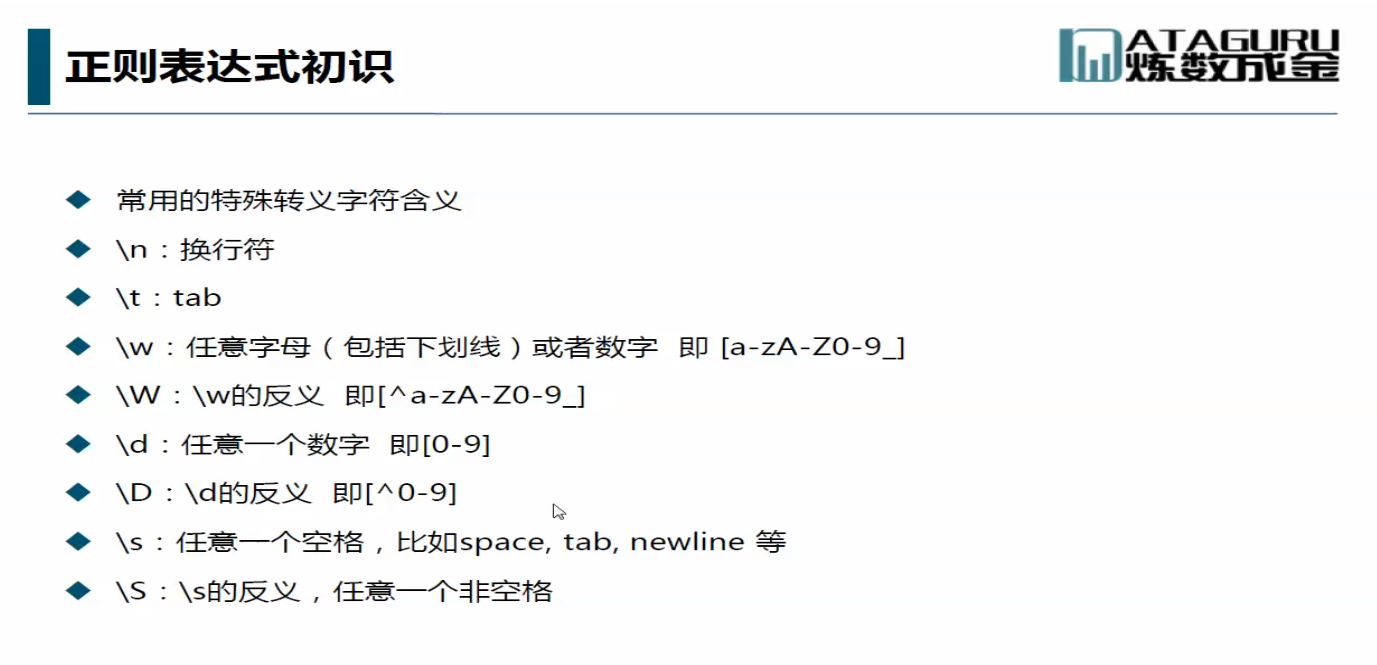 正则表达式初识
DATAGURU
炼数成金
常用的特殊转义字符含义
\n：换行符
\t：tab
\w：任意字母（包括下划线）或者数字 即 [a-zA-Z0-9_]
\W：\w的反义 即[^a-zA-Z0-9_]
\d：任意一个数字 即[0-9]
\D：\d的反义 即[^0-9]
\s：任意一个空格，比如space, tab, newline 等
\S：\s的反义，任意一个非空格